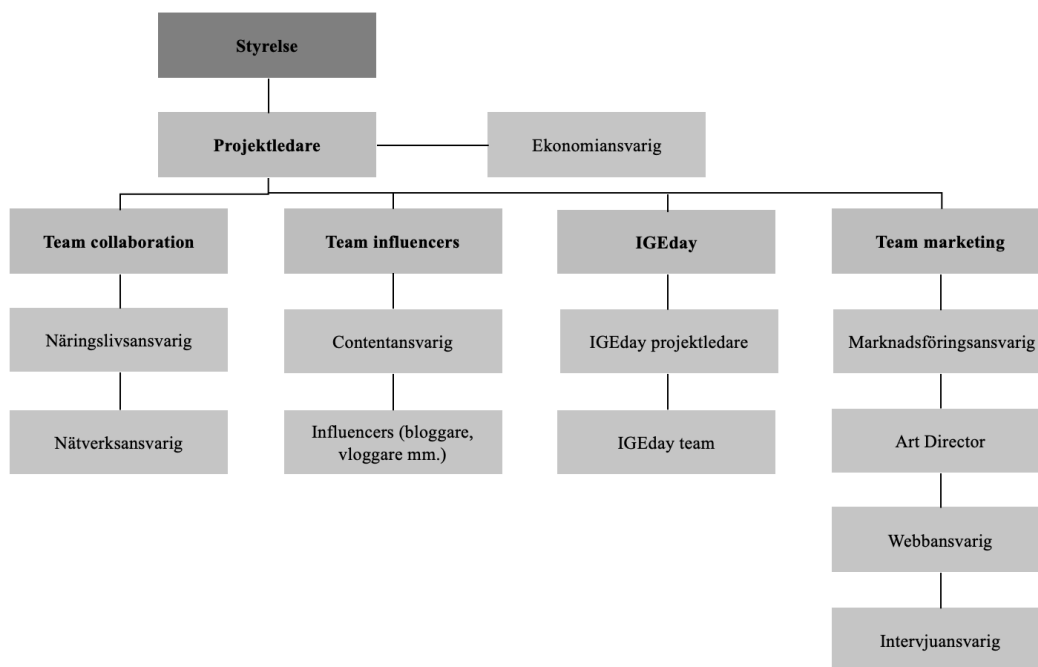 Styrelse
Projektledare
Ekonomiansvarig
Team collaboration
Team influencers
IGEday
Team marketing
Näringslivsansvarig
Contentansvarig
IGEday projektledare
Marknadsföringsansvarig
Nätverksansvarig
Influencers (bloggare,
vloggare mm.)
IGEday team
Art Director
Webbansvarig
Intervjuansvarig